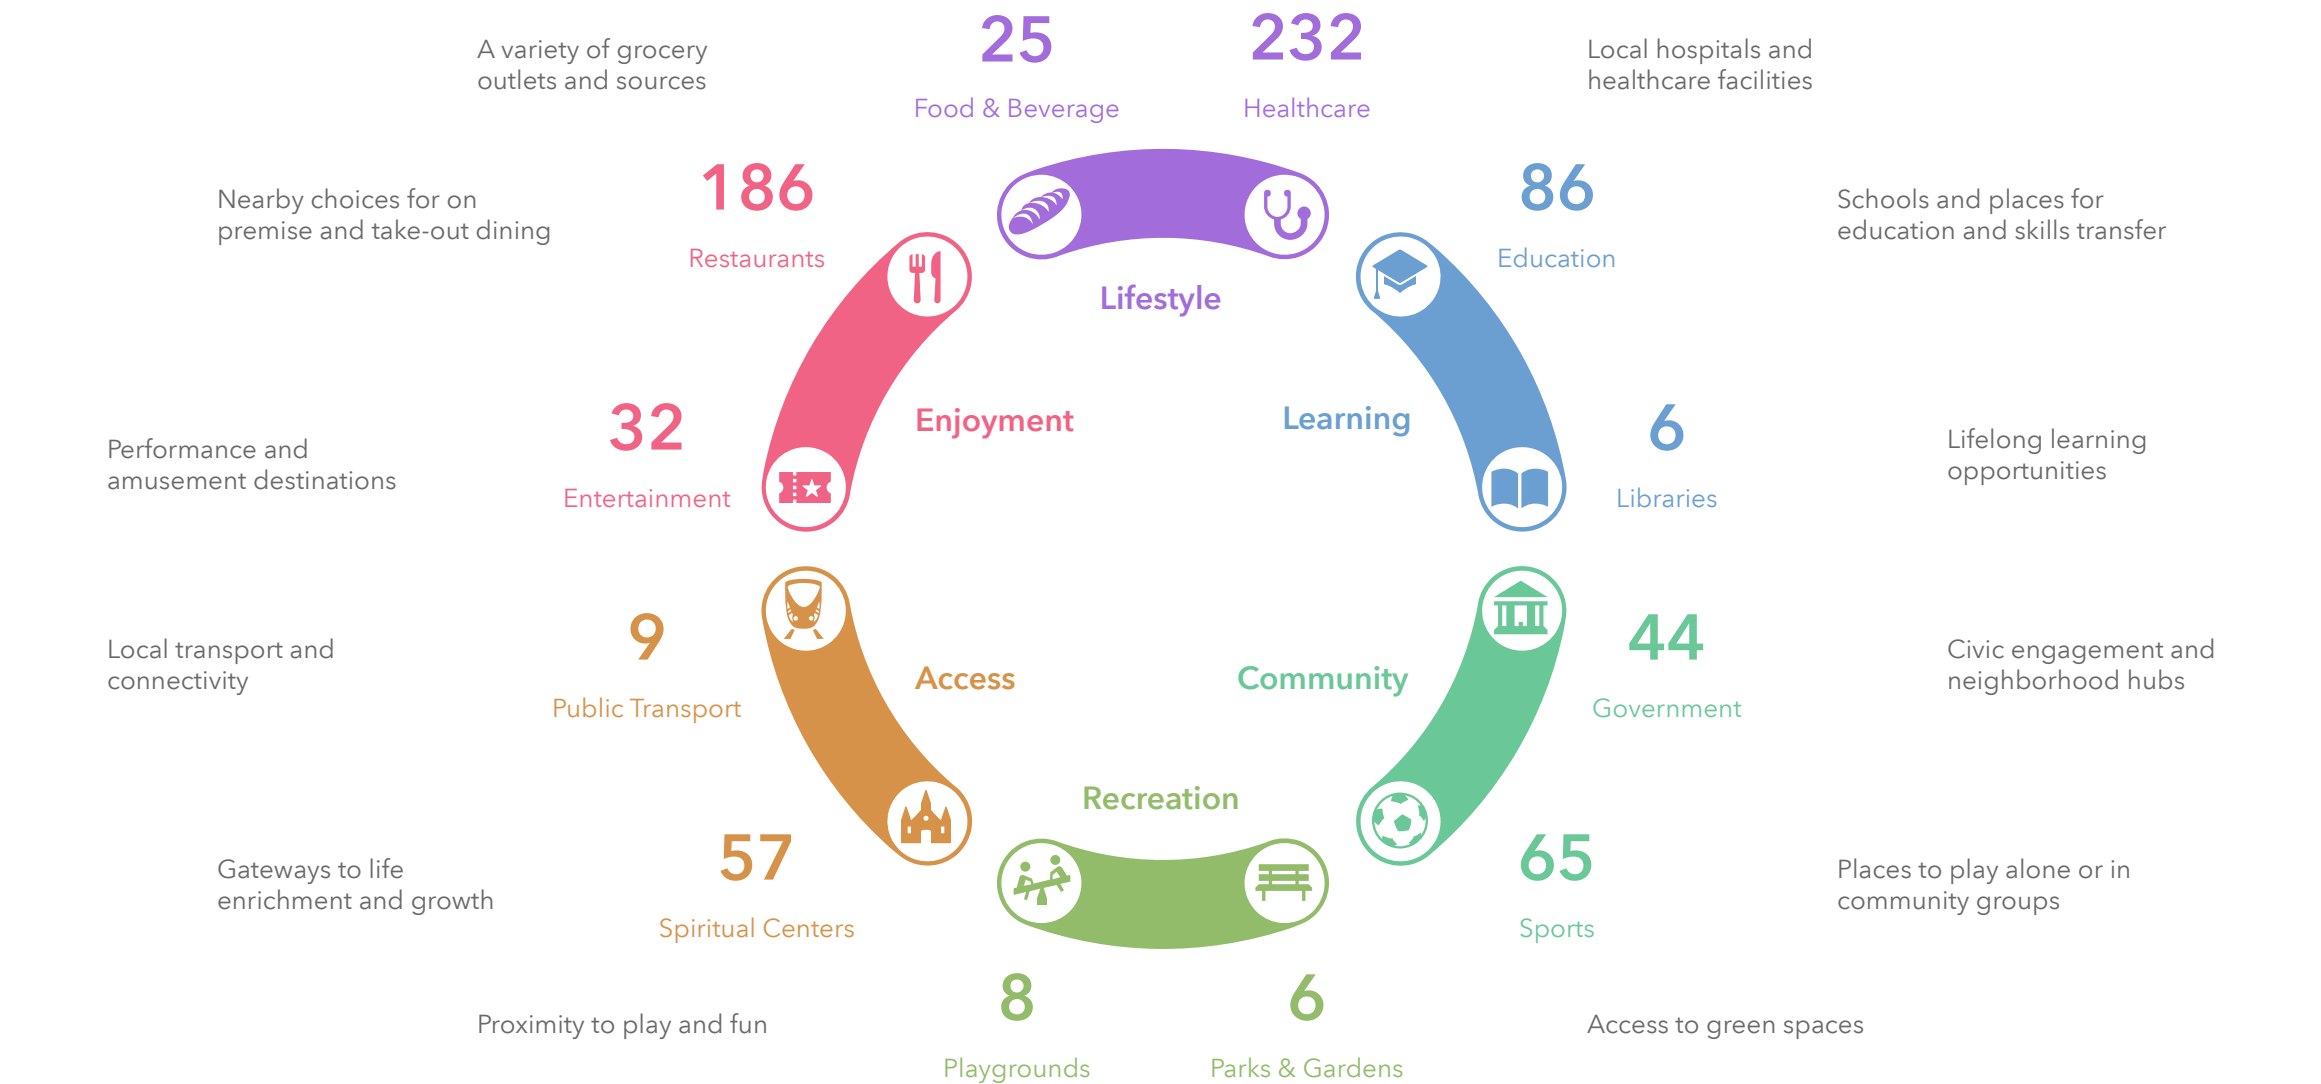 25
Food & Beverage
A variety of grocery
outlets and sources
232
Healthcare
Local hospitals and
healthcare facilities
Lifestyle
186
Restaurants
Nearby choices for on
premise and take-out dining
86
Education
Schools and places for
education and skills transfer
32
Entertainment
Performance and
amusement destinations
Enjoyment
Learning
6
Libraries
Lifelong learning
opportunities
9
Public Transport
Local transport and
connectivity
Access
Community
44
Government
Civic engagement and
neighborhood hubs
57
Spiritual Centers
Gateways to life
enrichment and growth
Recreation
65
Sports
Places to play alone or in
community groups
8
Playgrounds
Proximity to play and fun
6
Parks & Gardens
Access to green spaces